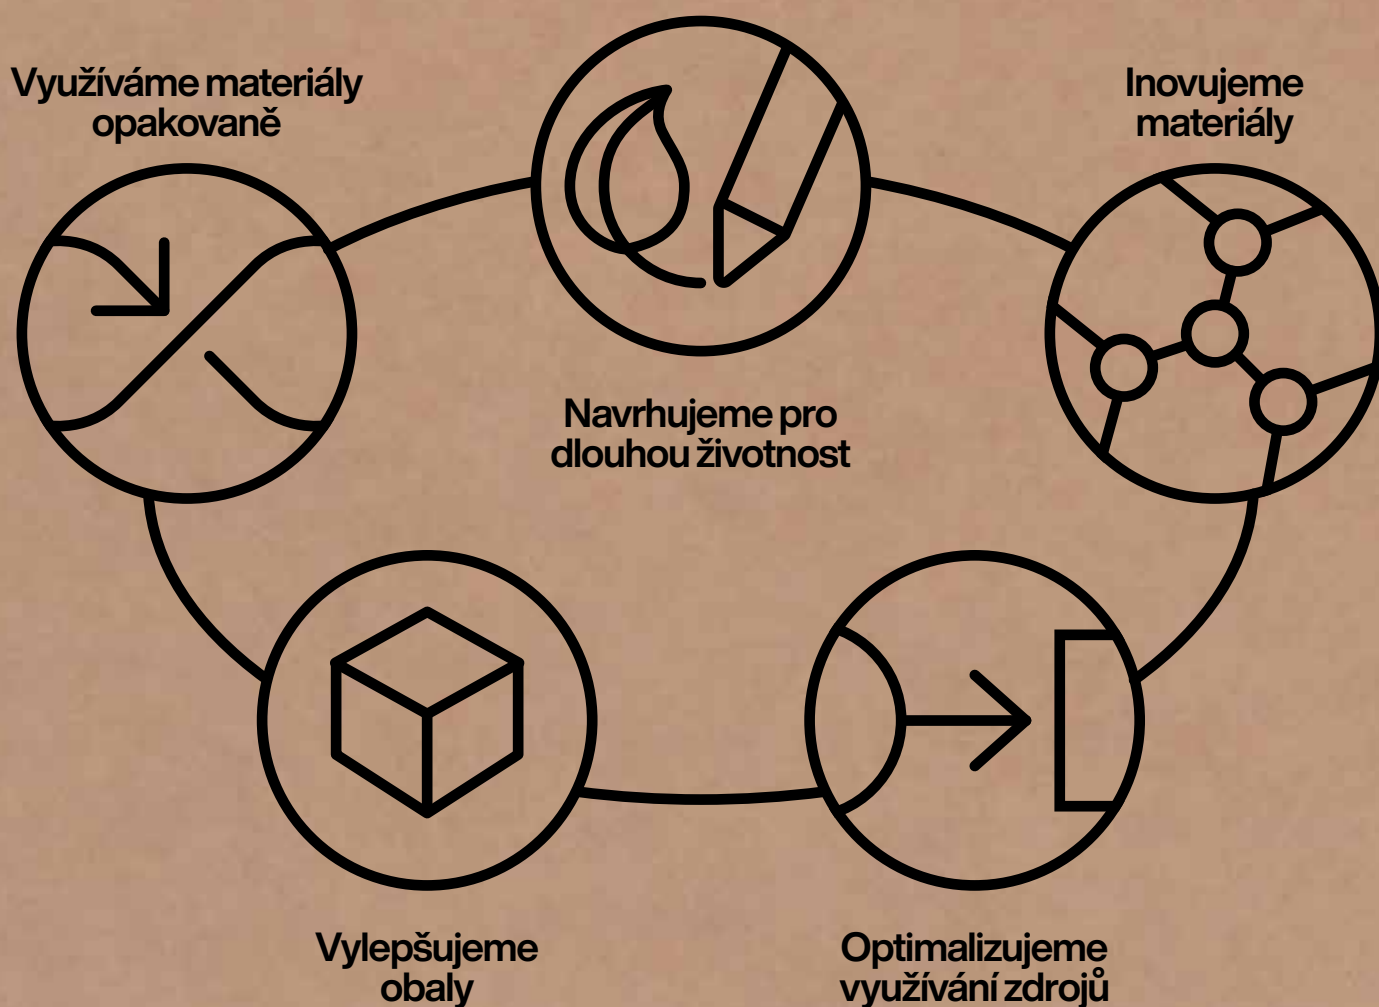 Využíváme materiály
opakovaně
Inovujeme
materiály
Navrhujeme pro
dlouhou životnost
Vylepšujeme
obaly
Optimalizujeme
využívání zdrojů